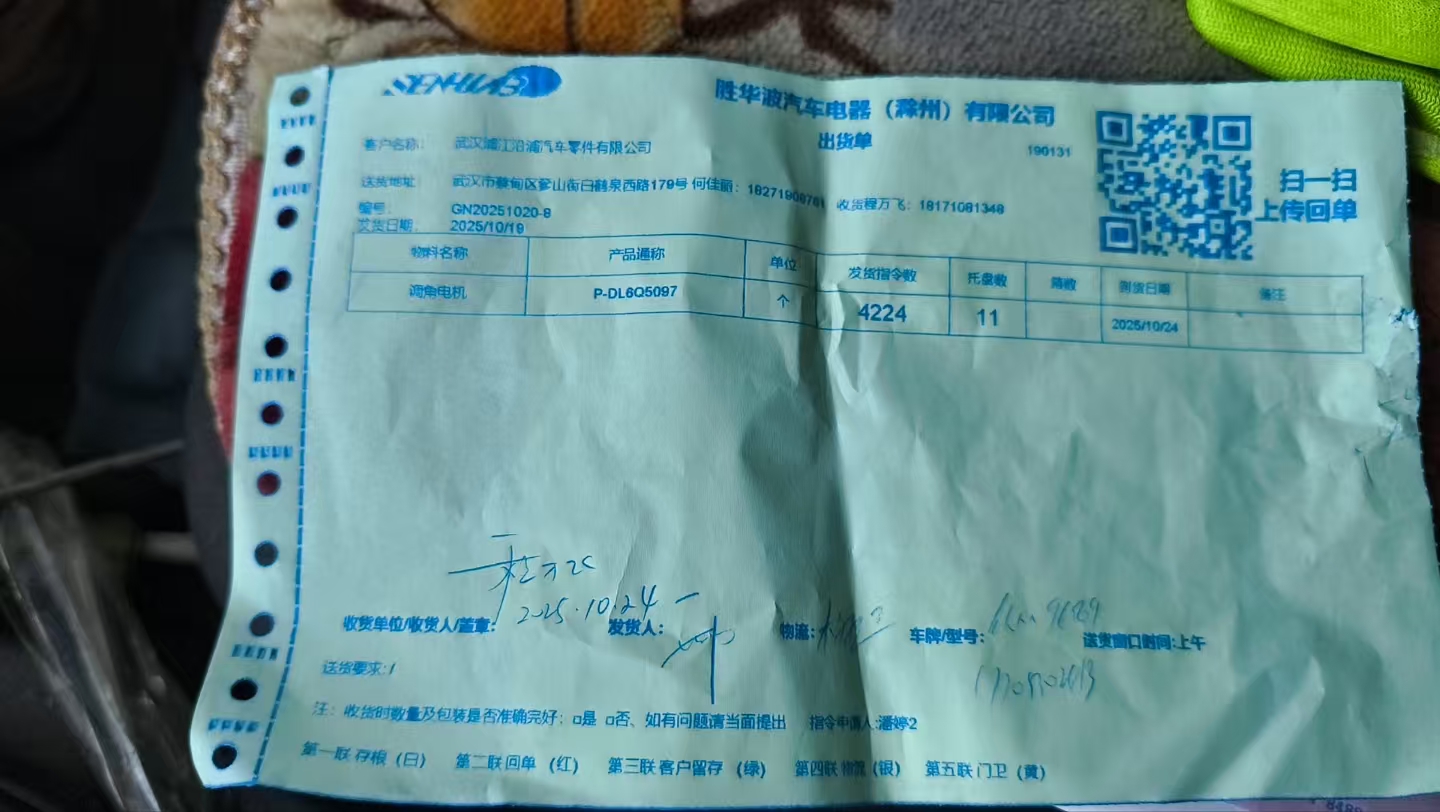 胜华波汽车电器（滁州）有限公司
出货单
190131
扫一扫
上传回单
客户名称： 武汉浦江沿浦汽车零件有限公司
送货地址 武汉市蔡甸区奓山街白鹤泉西路179号 何佳丽： 收货程万飞：18171081348
编号： GN20251020-8
发货日期： 2025/10/19
物料名称 产品通称 单位 发货指令数 托盘数 箱数 到货日期 备注
调角电机 P-DL6Q5097 个 4224 11 2025/10/24
2025.10.24
收货单位/收货人/盖章： 发货人： 物流： 车牌/型号： 送货窗口时间:上午
送货要求:/
注： 收货时数量及包装是否准确完好；□是 □否、如有问题请当面提出 指令申请人:潘婷2
第一联 存根（白） 第二联 回单（红） 第三联 客户留存（绿） 第四联 物流（银） 第五联 门卫（黄）